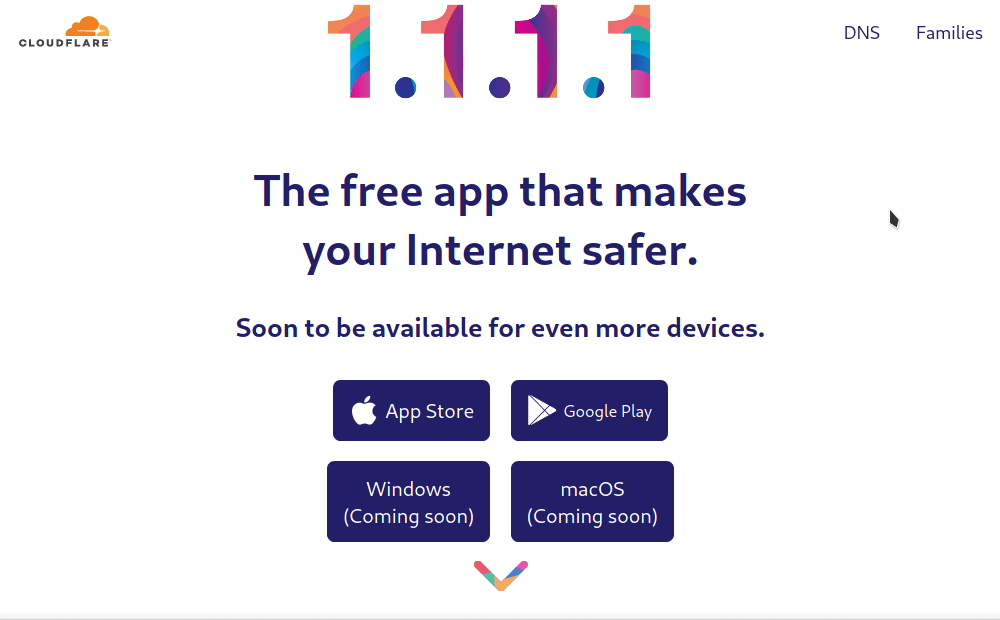 CLOUDFLARE
1.1.1.1
DNS
Families
The free app that makes
your Internet safer.
Soon to be available for even more devices.
App Store
Google Play
Windows
(Coming soon)
macOS
(Coming soon)